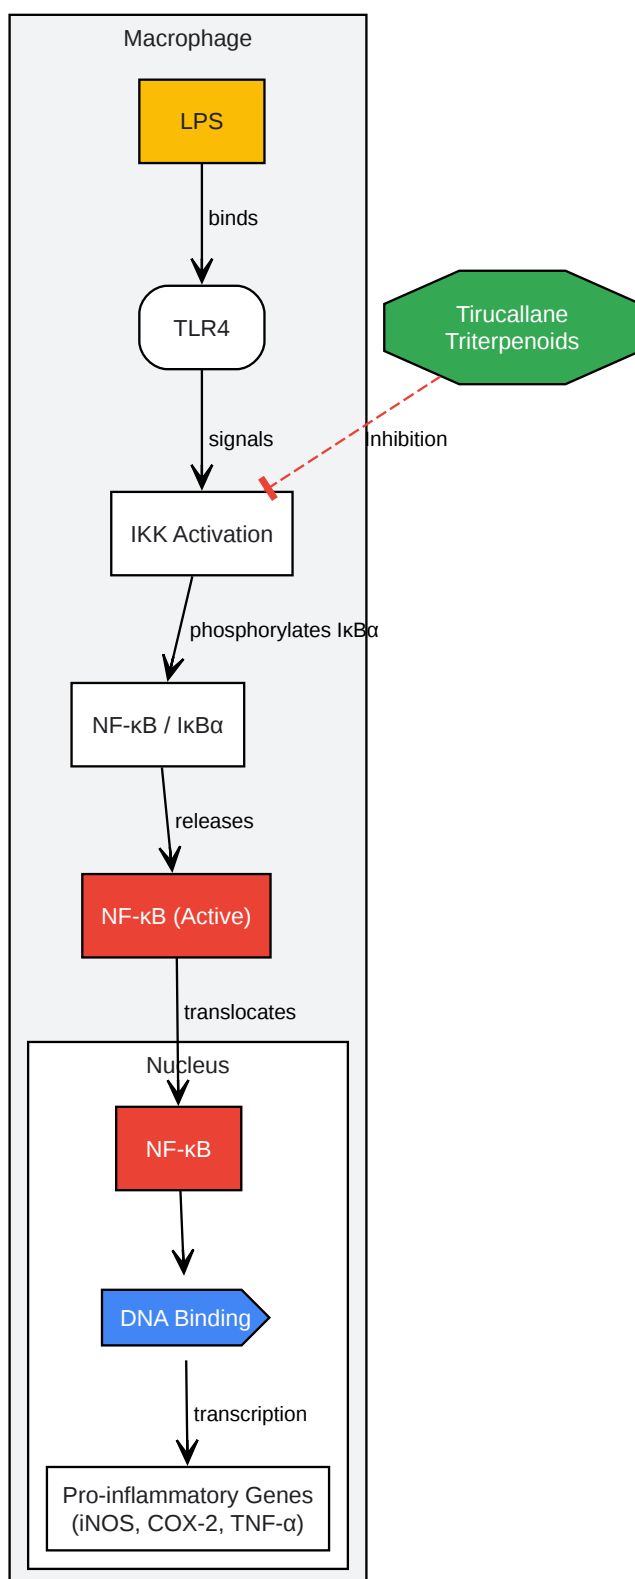 Macrophage
LPS
binds
TLR4
Tirucallane
Triterpenoids
signals
Inhibition
IKK Activation
phosphorylates IκBα
NF-κB / IκBα
releases
NF-κB (Active)
translocates
Nucleus
NF-κB
DNA Binding
transcription
Pro-inflammatory Genes
(iNOS, COX-2, TNF-α)